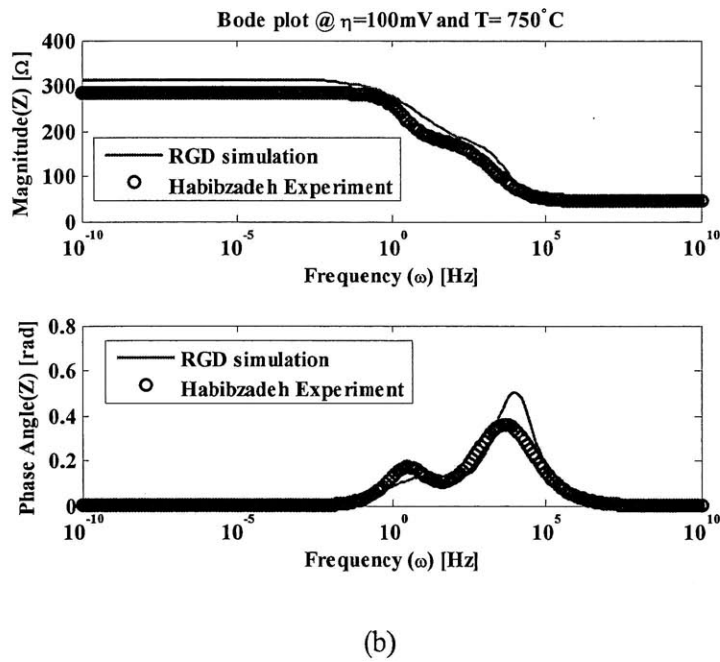 Bode plot @ η=100mV and T= 750°C
Magnitude(Z) [Ω]
400
300
200
100
0
RGD simulation
Habibzadeh Experiment
10^-10
10^-5
10^0
10^5
10^10
Frequency (ω) [Hz]
Phase Angle(Z) [rad]
0.8
0.6
0.4
0.2
0
RGD simulation
Habibzadeh Experiment
10^-10
10^-5
10^0
10^5
10^10
Frequency (ω) [Hz]
(b)